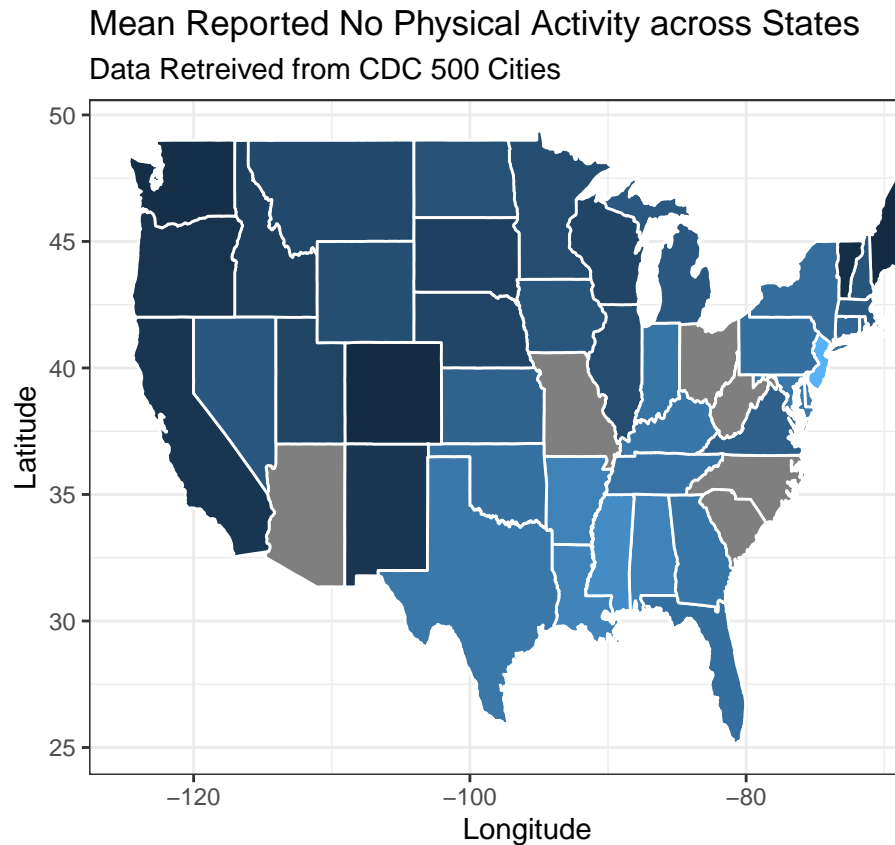 Mean Reported No Physical Activity across States
Data Retreived from CDC 500 Cities
50
45
40
35
30
25
Latitude
−120
−100
−80
Longitude